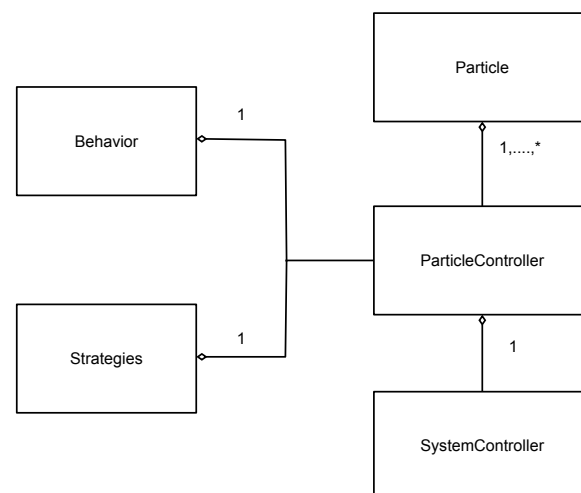 Particle
1
Behavior
1,....,*
ParticleController
1
Strategies
1
SystemController